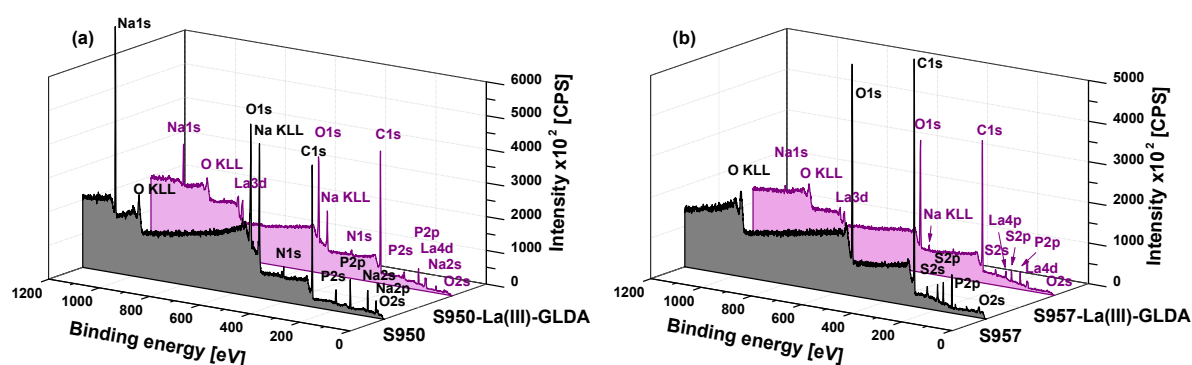 (a)
Na1s
6000
5000
4000
3000
2000
1000
0
Intensity x10² [CPS]
O1s
Na KLL
O1s
C1s
Na1s
O KLL
C1s
La3d
Na KLL
O KLL
N1s
P2p
N1s
P2s
La4d
P2p
Na2s
Na2s
P2s
Na2p
O2s
O2s
1200
1000
800
600
400
200
0
Binding energy [eV]
S950
S950-La(III)-GLDA
(b)
C1s
5000
4000
3000
2000
1000
0
Intensity x10² [CPS]
O1s
O1s
C1s
Na1s
O KLL
O KLL
La3d
Na KLL
La4p
S2p
P2p
S2p
S2s
S2s
La4d
P2p
O2s
O2s
1200
1000
800
600
400
200
0
Binding energy [eV]
S957
S957-La(III)-GLDA